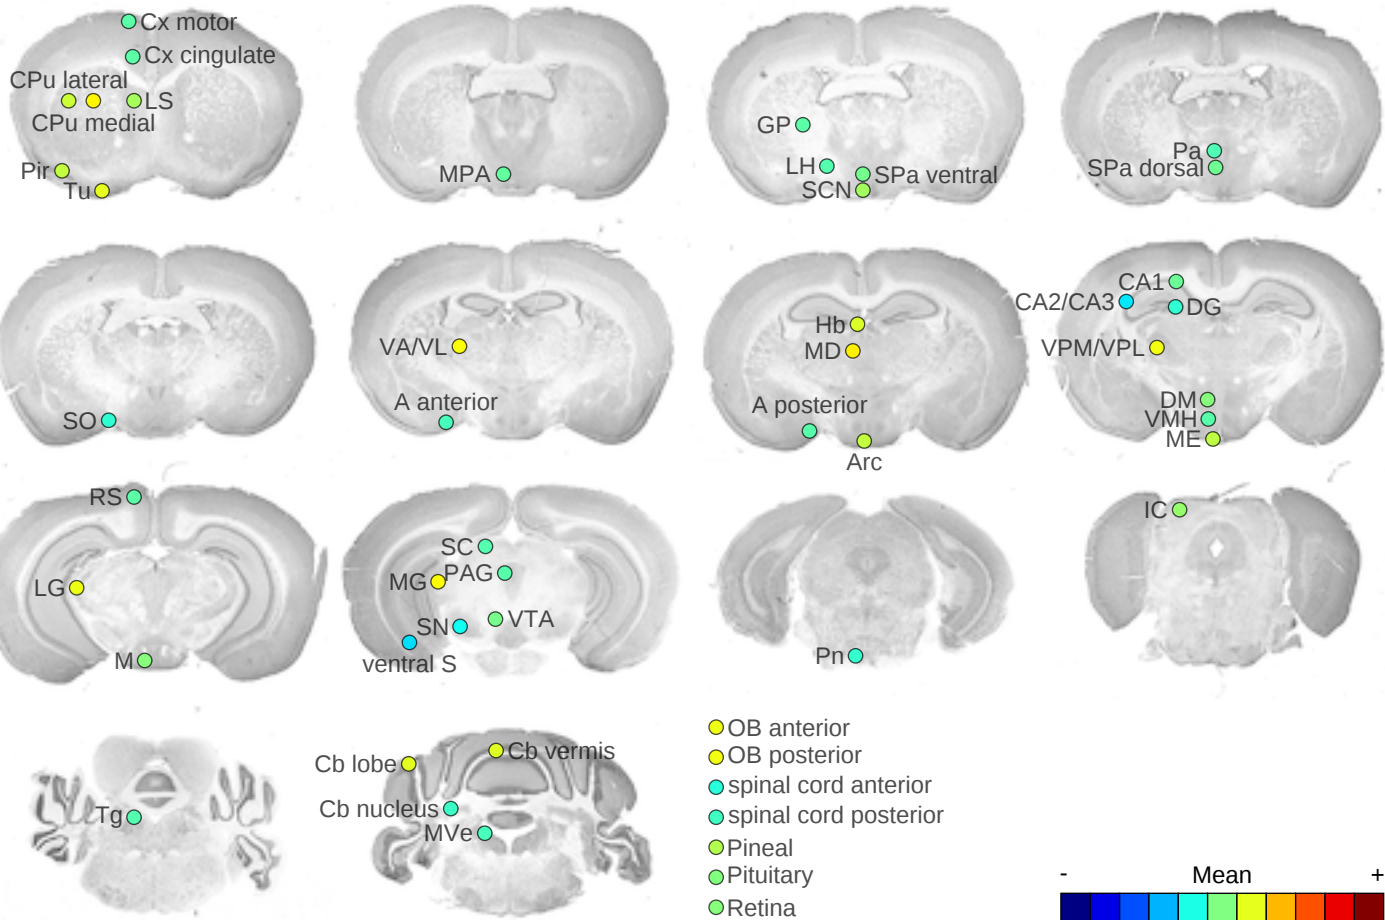 Cx motor
Cx cingulate
CPu lateral
LS
CPu medial
Pir
Tu
MPA
GP
LH
SPa ventral
SCN
Pa
SPa dorsal
SO
VA/VL
A anterior
Hb
MD
A posterior
Arc
CA1
CA2/CA3
DG
VPM/VPL
DM
VMH
ME
RS
LG
M
SC
MG
PAG
SN
VTA
ventral S
Pn
IC
Tg
Cb lobe
Cb vermis
Cb nucleus
MVe
OB anterior
OB posterior
spinal cord anterior
spinal cord posterior
Pineal
Pituitary
Retina
- Mean +